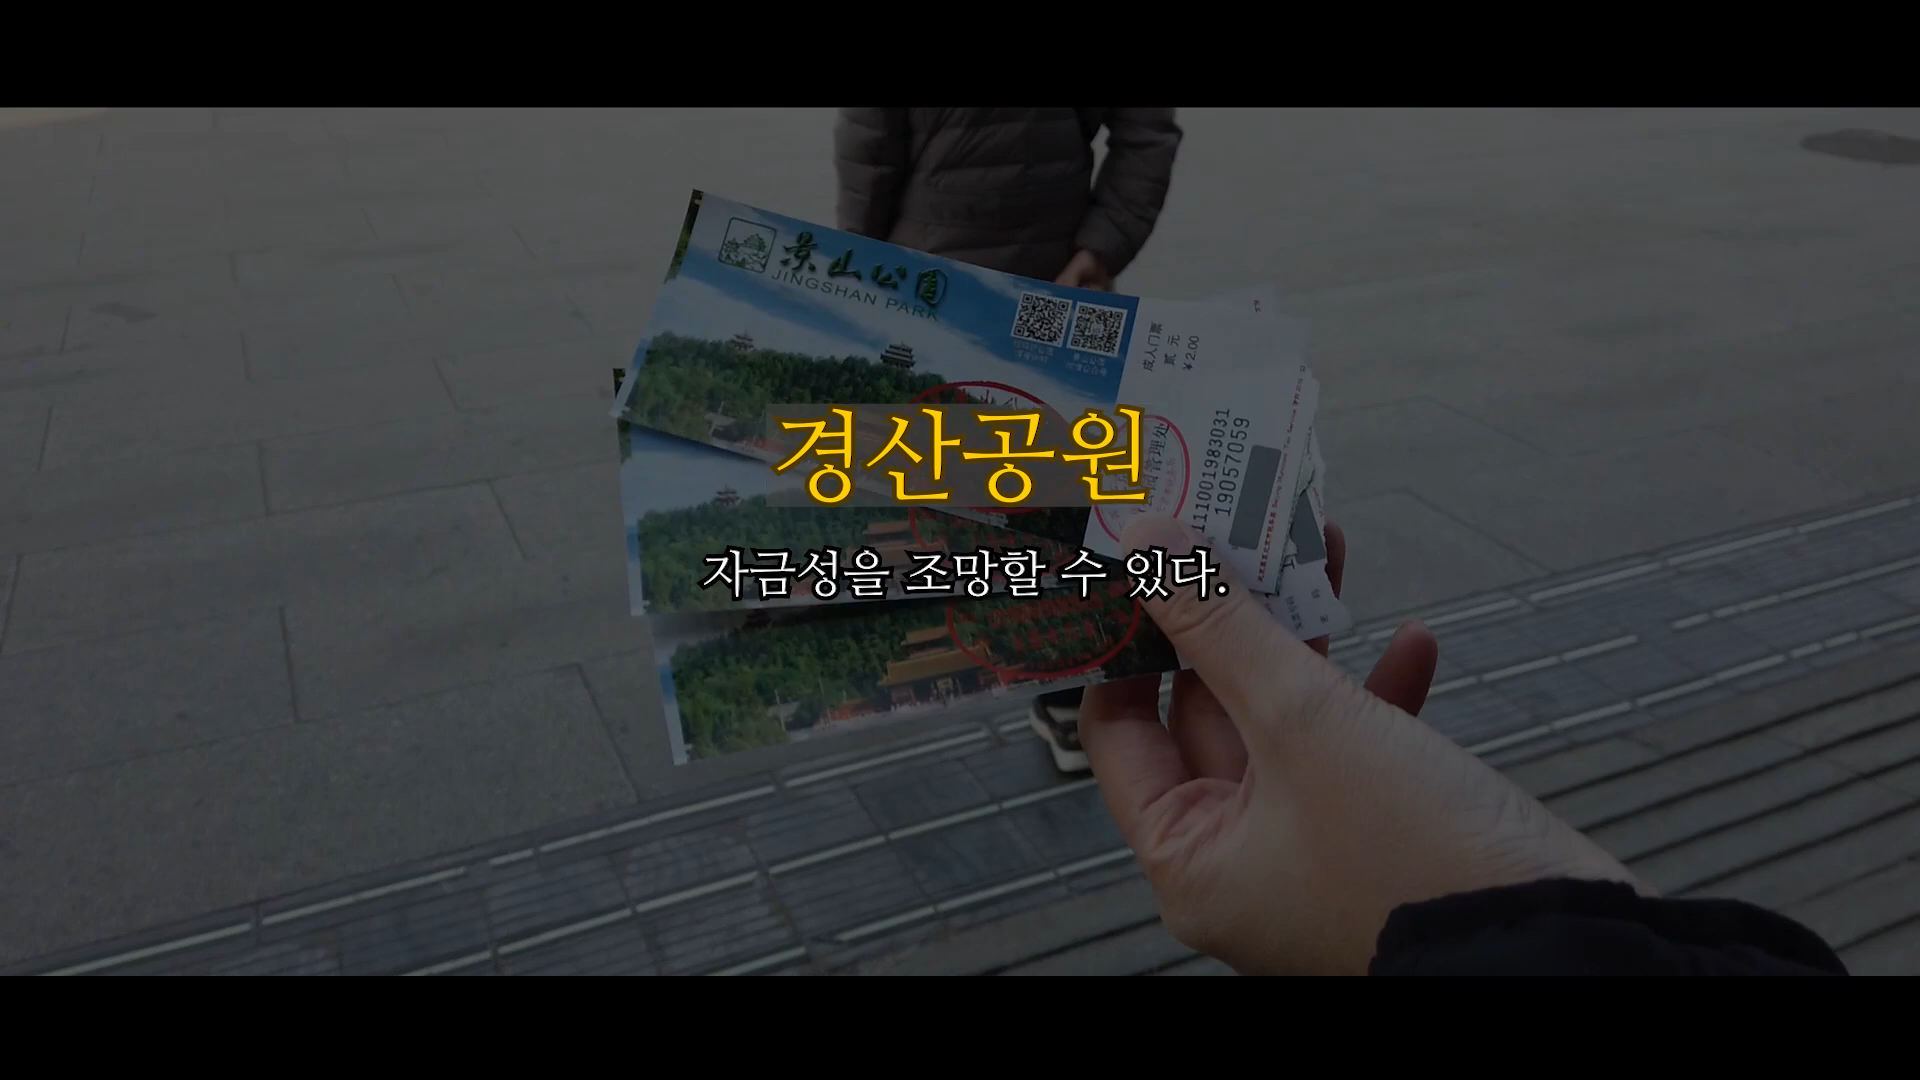 景山公园
JINGSHAN PARK
成人门票
贰 元
¥2.00
111001983031
19057059
경산공원
자금성을 조망할 수 있다.